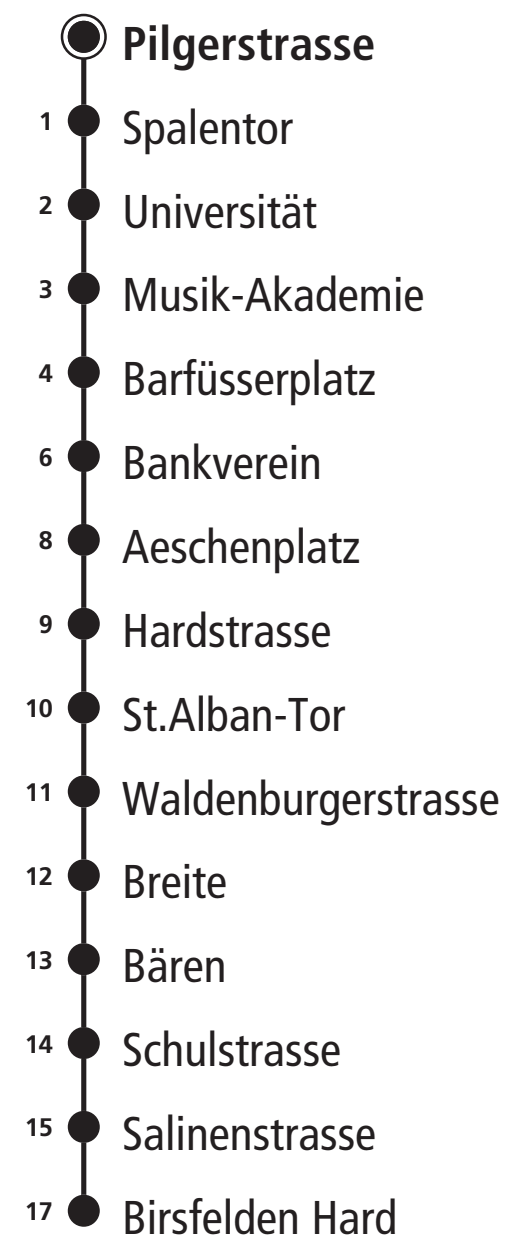 Pilgerstrasse
1 Spalentor
2 Universität
3 Musik-Akademie
4 Barfüsserplatz
6 Bankverein
8 Aeschenplatz
9 Hardstrasse
10 St.Alban-Tor
11 Waldenburgerstrasse
12 Breite
13 Bären
14 Schulstrasse
15 Salinenstrasse
17 Birsfelden Hard